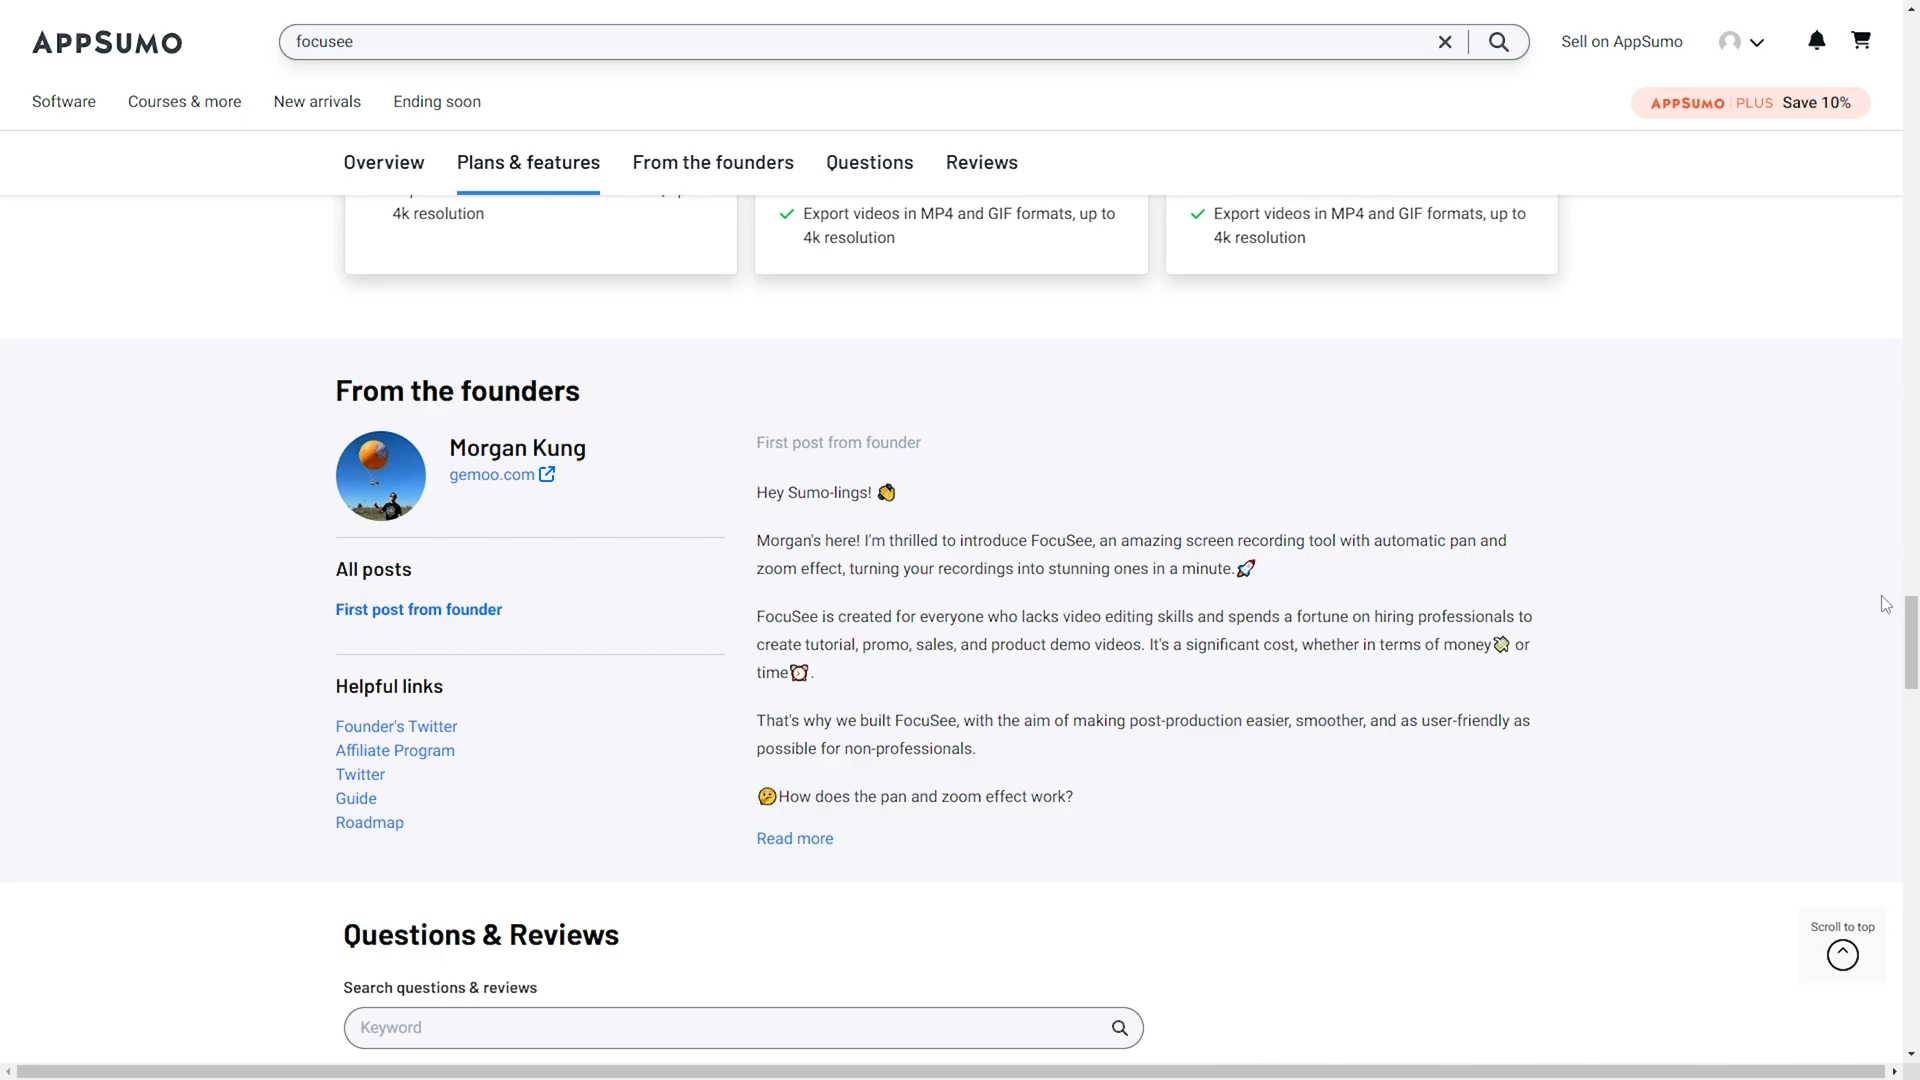 APPSUMO
focusee
Sell on AppSumo
Software
Courses & more
New arrivals
Ending soon
APPSUMO PLUS Save 10%
Overview
Plans & features
From the founders
Questions
Reviews
4k resolution
Export videos in MP4 and GIF formats, up to
4k resolution
Export videos in MP4 and GIF formats, up to
4k resolution
From the founders
Morgan Kung
gemoo.com
All posts
First post from founder
Helpful links
Founder's Twitter
Affiliate Program
Twitter
Guide
Roadmap
First post from founder
Hey Sumo-lings! 👋
Morgan's here! I'm thrilled to introduce FocuSee, an amazing screen recording tool with automatic pan and
zoom effect, turning your recordings into stunning ones in a minute.🚀
FocuSee is created for everyone who lacks video editing skills and spends a fortune on hiring professionals to
create tutorial, promo, sales, and product demo videos. It's a significant cost, whether in terms of money💸 or
time⏰.
That's why we built FocuSee, with the aim of making post-production easier, smoother, and as user-friendly as
possible for non-professionals.
🤔How does the pan and zoom effect work?
Read more
Questions & Reviews
Search questions & reviews
Keyword
Scroll to top